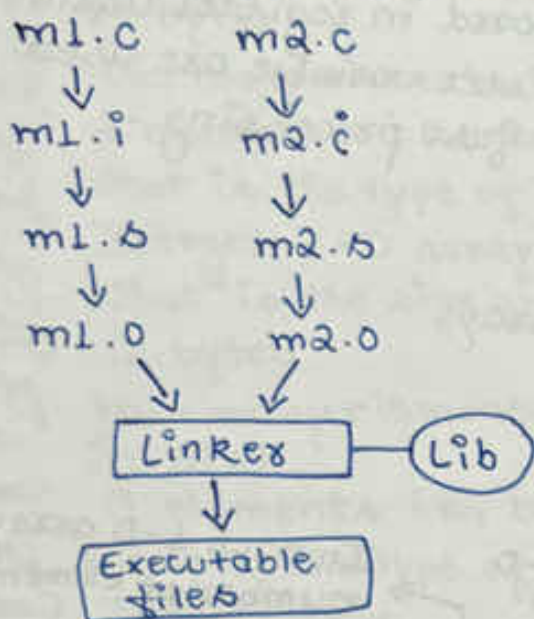 m1.c m2.c
m1.i m2.i
m1.s m2.s
m1.o m2.o
Linker Lib
Executable
files